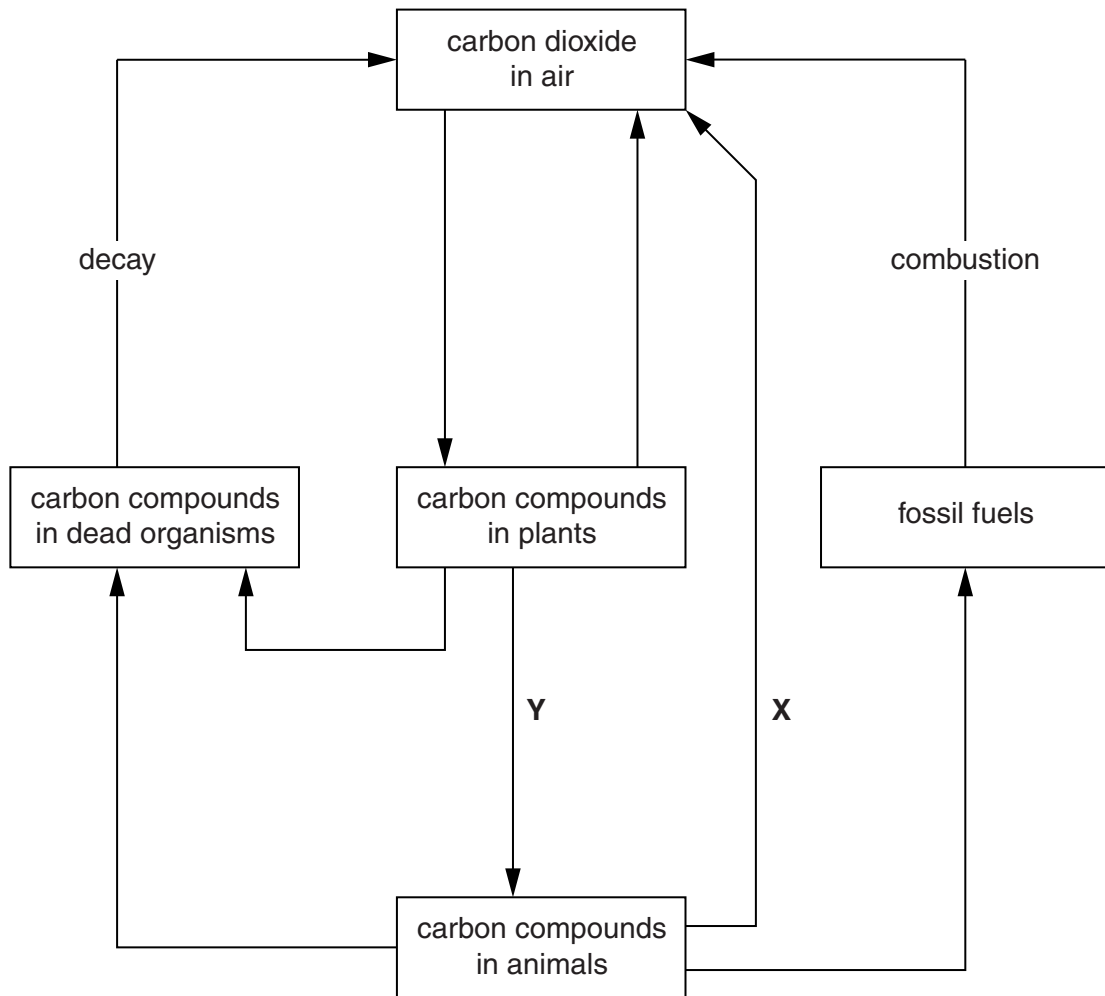 carbon dioxide
in air
decay
combustion
carbon compounds
in dead organisms
carbon compounds
in plants
fossil fuels
Y
X
carbon compounds
in animals